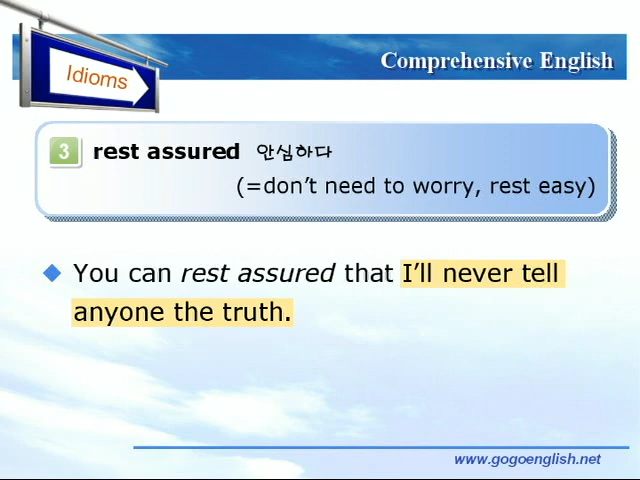 Idioms
Comprehensive English
3 rest assured 안심하다
(=don’t need to worry, rest easy)
You can rest assured that I’ll never tell
anyone the truth.
www.gogoenglish.net